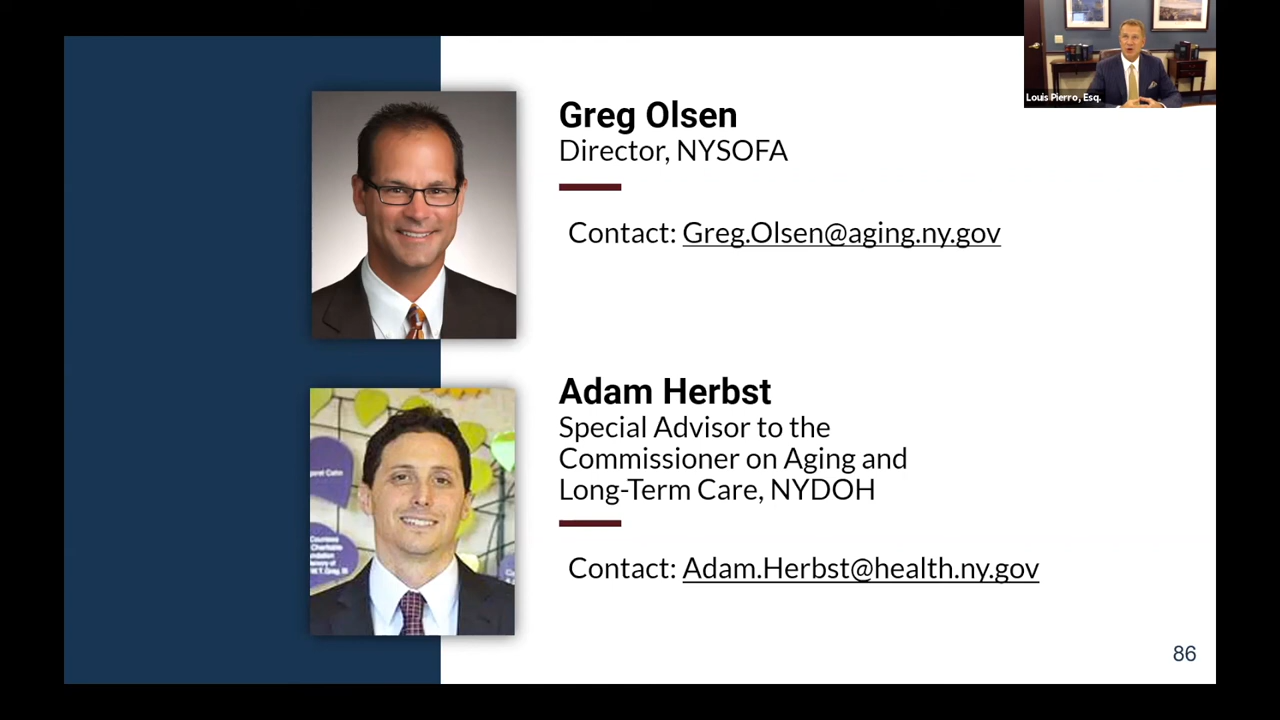 Louis Pierro, Esq.
Greg Olsen
Director, NYSOFA
Contact: Greg.Olsen@aging.ny.gov
Adam Herbst
Special Advisor to the
Commissioner on Aging and
Long-Term Care, NYDOH
Contact: Adam.Herbst@health.ny.gov
86